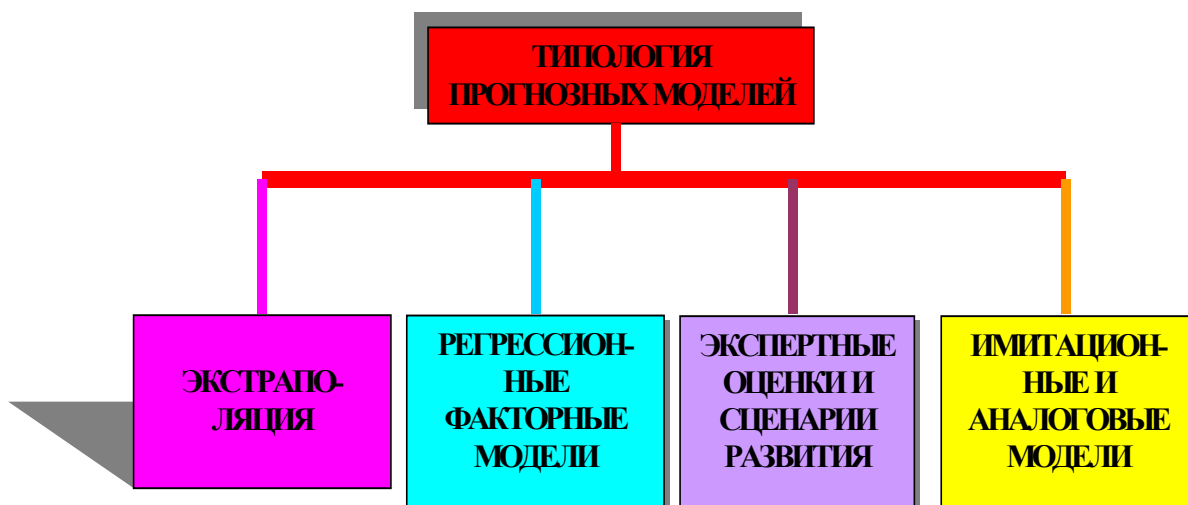 ТИПОЛОГИЯ
ПРОГНОЗНЫХ МОДЕЛЕЙ
ЭКСТРАПО-
ЛЯЦИЯ
РЕГРЕССИОН-
НЫЕ
ФАКТОРНЫЕ
МОДЕЛИ
ЭКСПЕРТНЫЕ
ОЦЕНКИ И
СЦЕНАРИИ
РАЗВИТИЯ
ИМИТАЦИОН-
НЫЕ И
АНАЛОГОВЫЕ
МОДЕЛИ